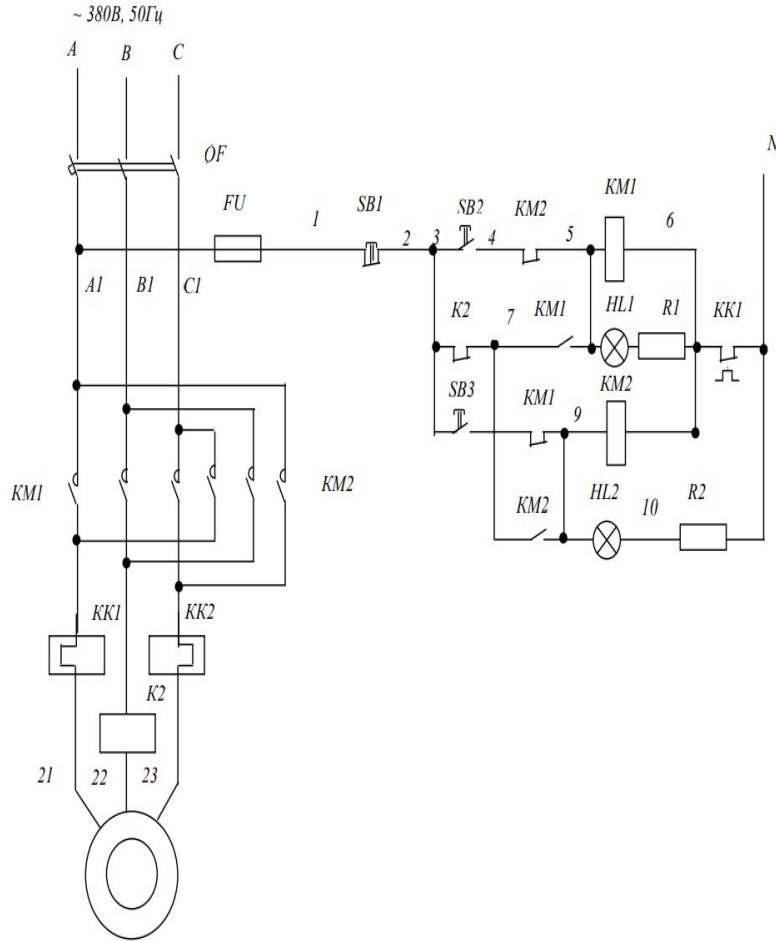 ~ 380В, 50Гц
A B C
QF
N
FU 1 SB1 2 3 SB2 4 KM2 5 KM1 6
A1 B1 C1
K2 7 KM1 HL1 R1 KK1
SB3 KM1 9 KM2
KM1 KM2
KM2 HL2 10 R2
KK1 KK2
K2
21 22 23